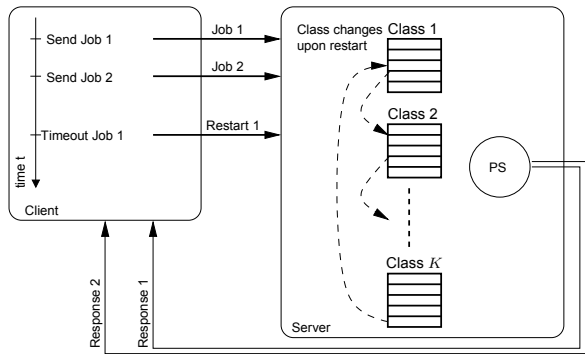 Send Job 1
Send Job 2
Timeout Job 1
time t
Client
Job 1
Job 2
Restart 1
Class changes
upon restart
Class 1
Class 2
Class K
PS
Server
Response 2
Response 1